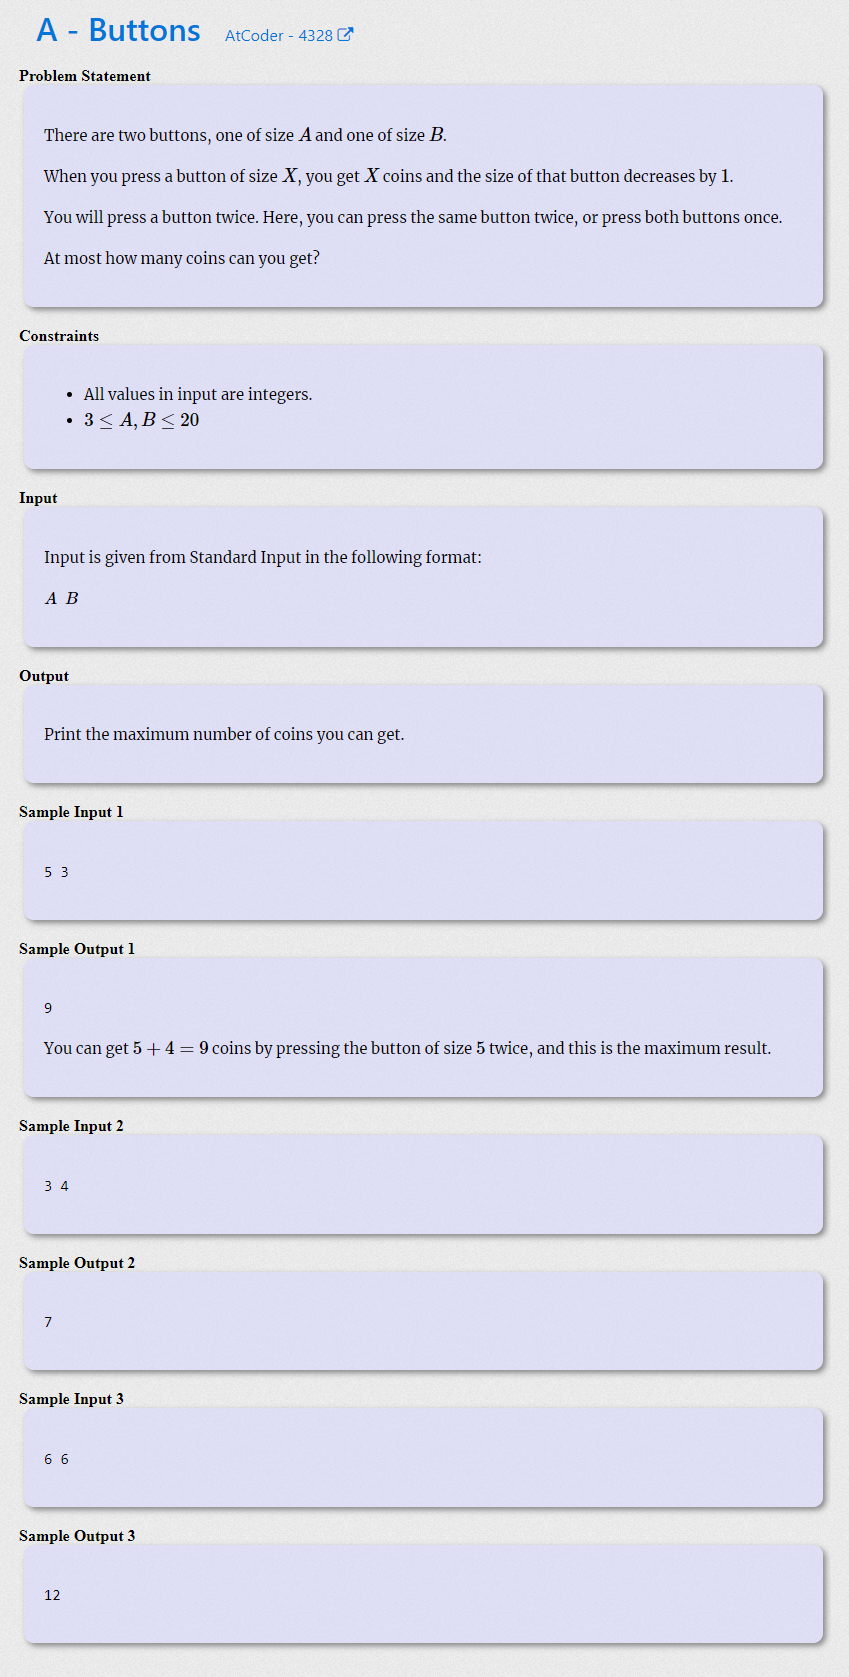 A - Buttons AtCoder - 4328
Problem Statement
There are two buttons, one of size A and one of size B.
When you press a button of size X, you get X coins and the size of that button decreases by 1.
You will press a button twice. Here, you can press the same button twice, or press both buttons once.
At most how many coins can you get?
Constraints
• All values in input are integers.
• 3 ≤ A, B ≤ 20
Input
Input is given from Standard Input in the following format:
A B
Output
Print the maximum number of coins you can get.
Sample Input 1
5 3
Sample Output 1
9
You can get 5 + 4 = 9 coins by pressing the button of size 5 twice, and this is the maximum result.
Sample Input 2
3 4
Sample Output 2
7
Sample Input 3
6 6
Sample Output 3
12